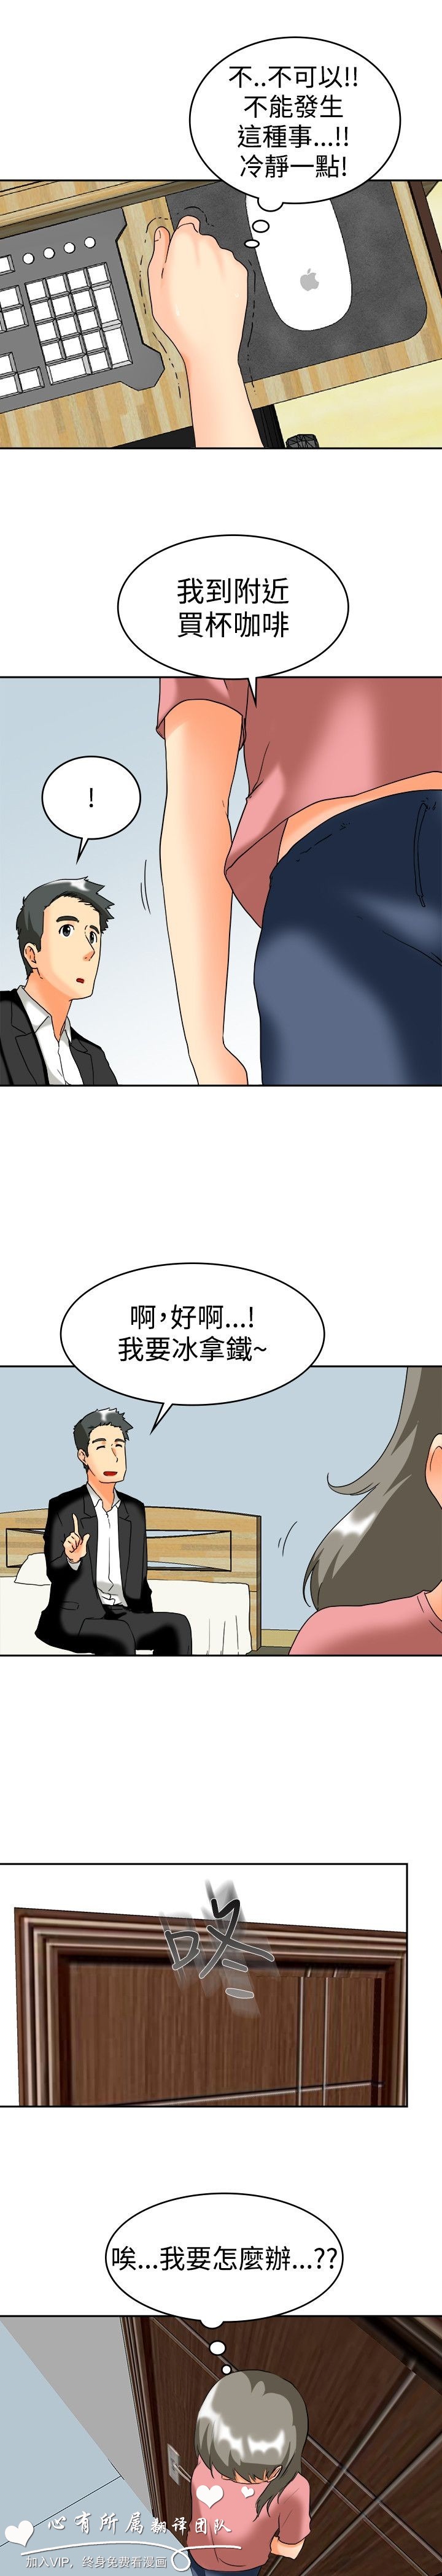 不..不可以!!
不能發生
這種事...!!
冷靜一點!
我到附近
買杯咖啡
!
啊,好啊...!
我要冰拿鐵~
咚
唉...我要怎麼辦...??
心有所属翻译团队
加入VIP，终身免费看漫画